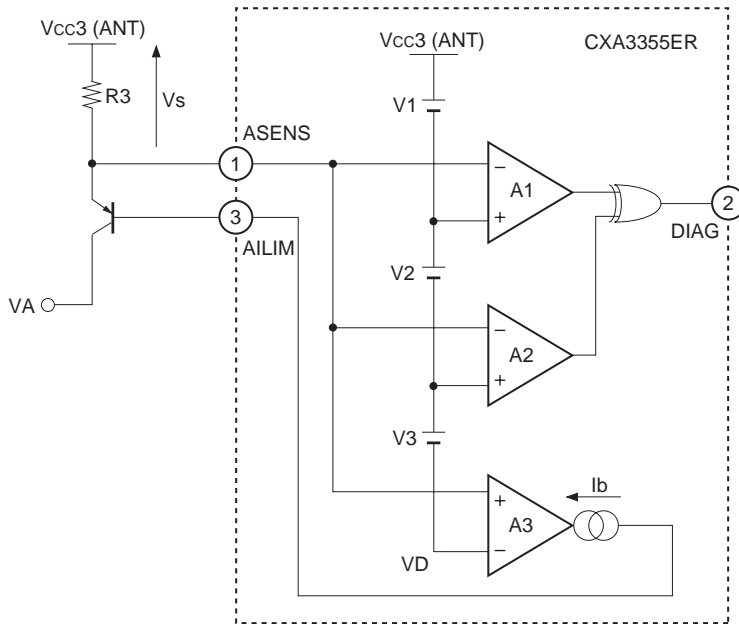 VCC3 (ANT)
VCC3 (ANT)
CXA3355ER
R3
Vs
V1
ASENS
1
−
A1
+
3
AILIM
2
DIAG
V2
VA
−
A2
+
V3
Ib
+
A3
−
VD